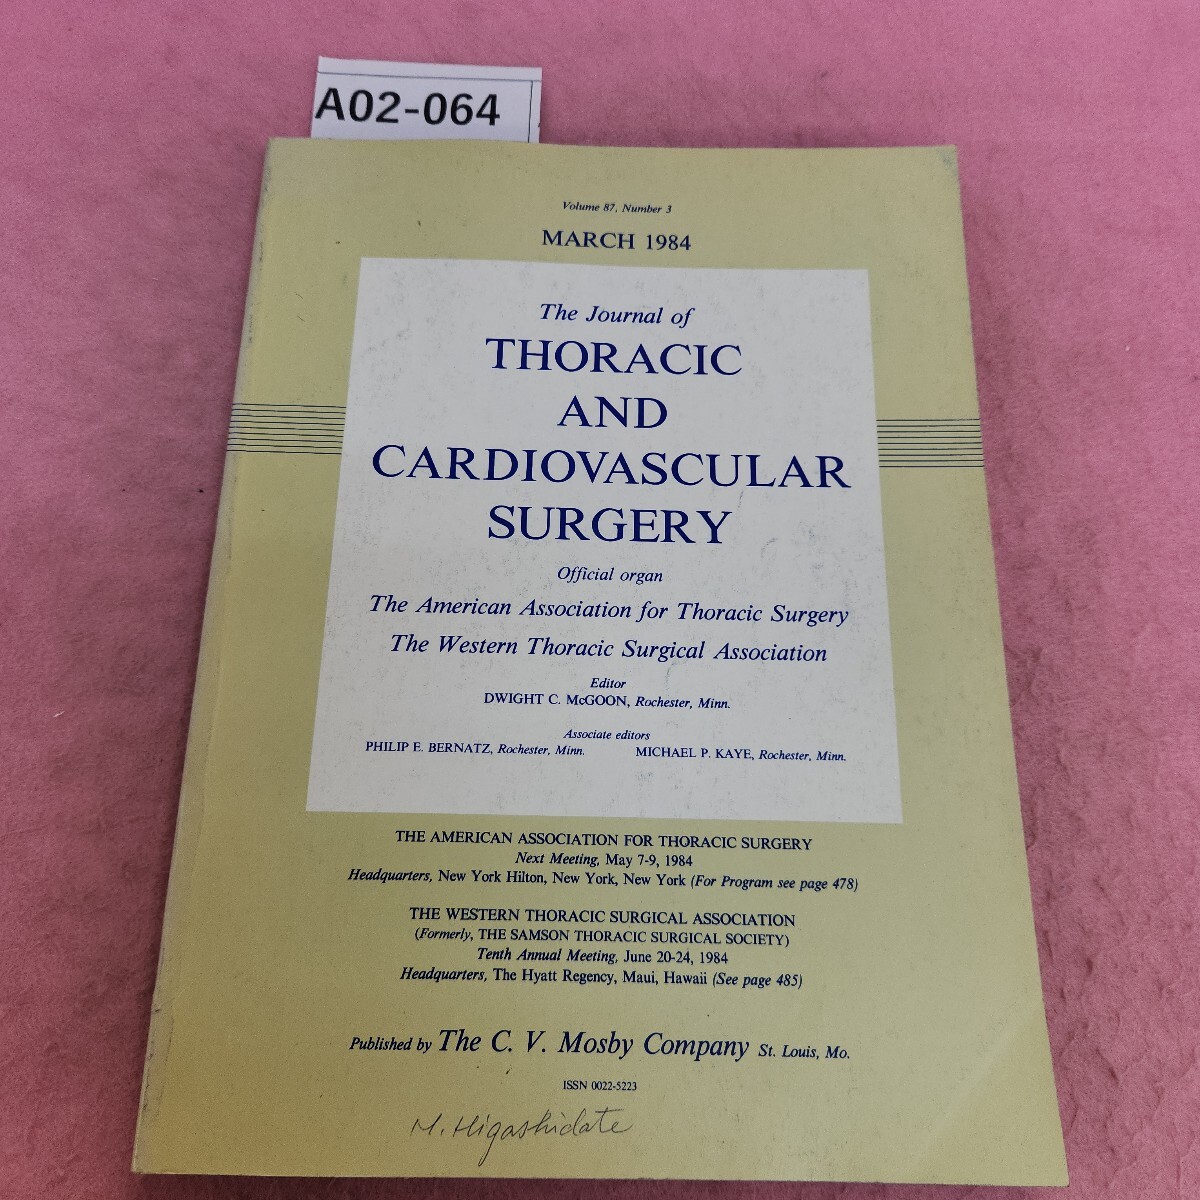 A02-064
Volume 87, Number 3
MARCH 1984
The Journal of
THORACIC
AND
CARDIOVASCULAR
SURGERY
Official organ
The American Association for Thoracic Surgery
The Western Thoracic Surgical Association
Editor
DWIGHT C. McGOON, Rochester, Minn.
Associate editors
PHILIP E. BERNATZ, Rochester, Minn. MICHAEL P. KAYE, Rochester, Minn.
THE AMERICAN ASSOCIATION FOR THORACIC SURGERY
Next Meeting, May 7-9, 1984
Headquarters, New York Hilton, New York, New York (For Program see page 478)
THE WESTERN THORACIC SURGICAL ASSOCIATION
(Formerly, THE SAMSON THORACIC SURGICAL SOCIETY)
Tenth Annual Meeting, June 20-24, 1984
Headquarters, The Hyatt Regency, Maui, Hawaii (See page 485)
Published by The C. V. Mosby Company St. Louis, Mo.
ISSN 0022-5223
M. Higashidate